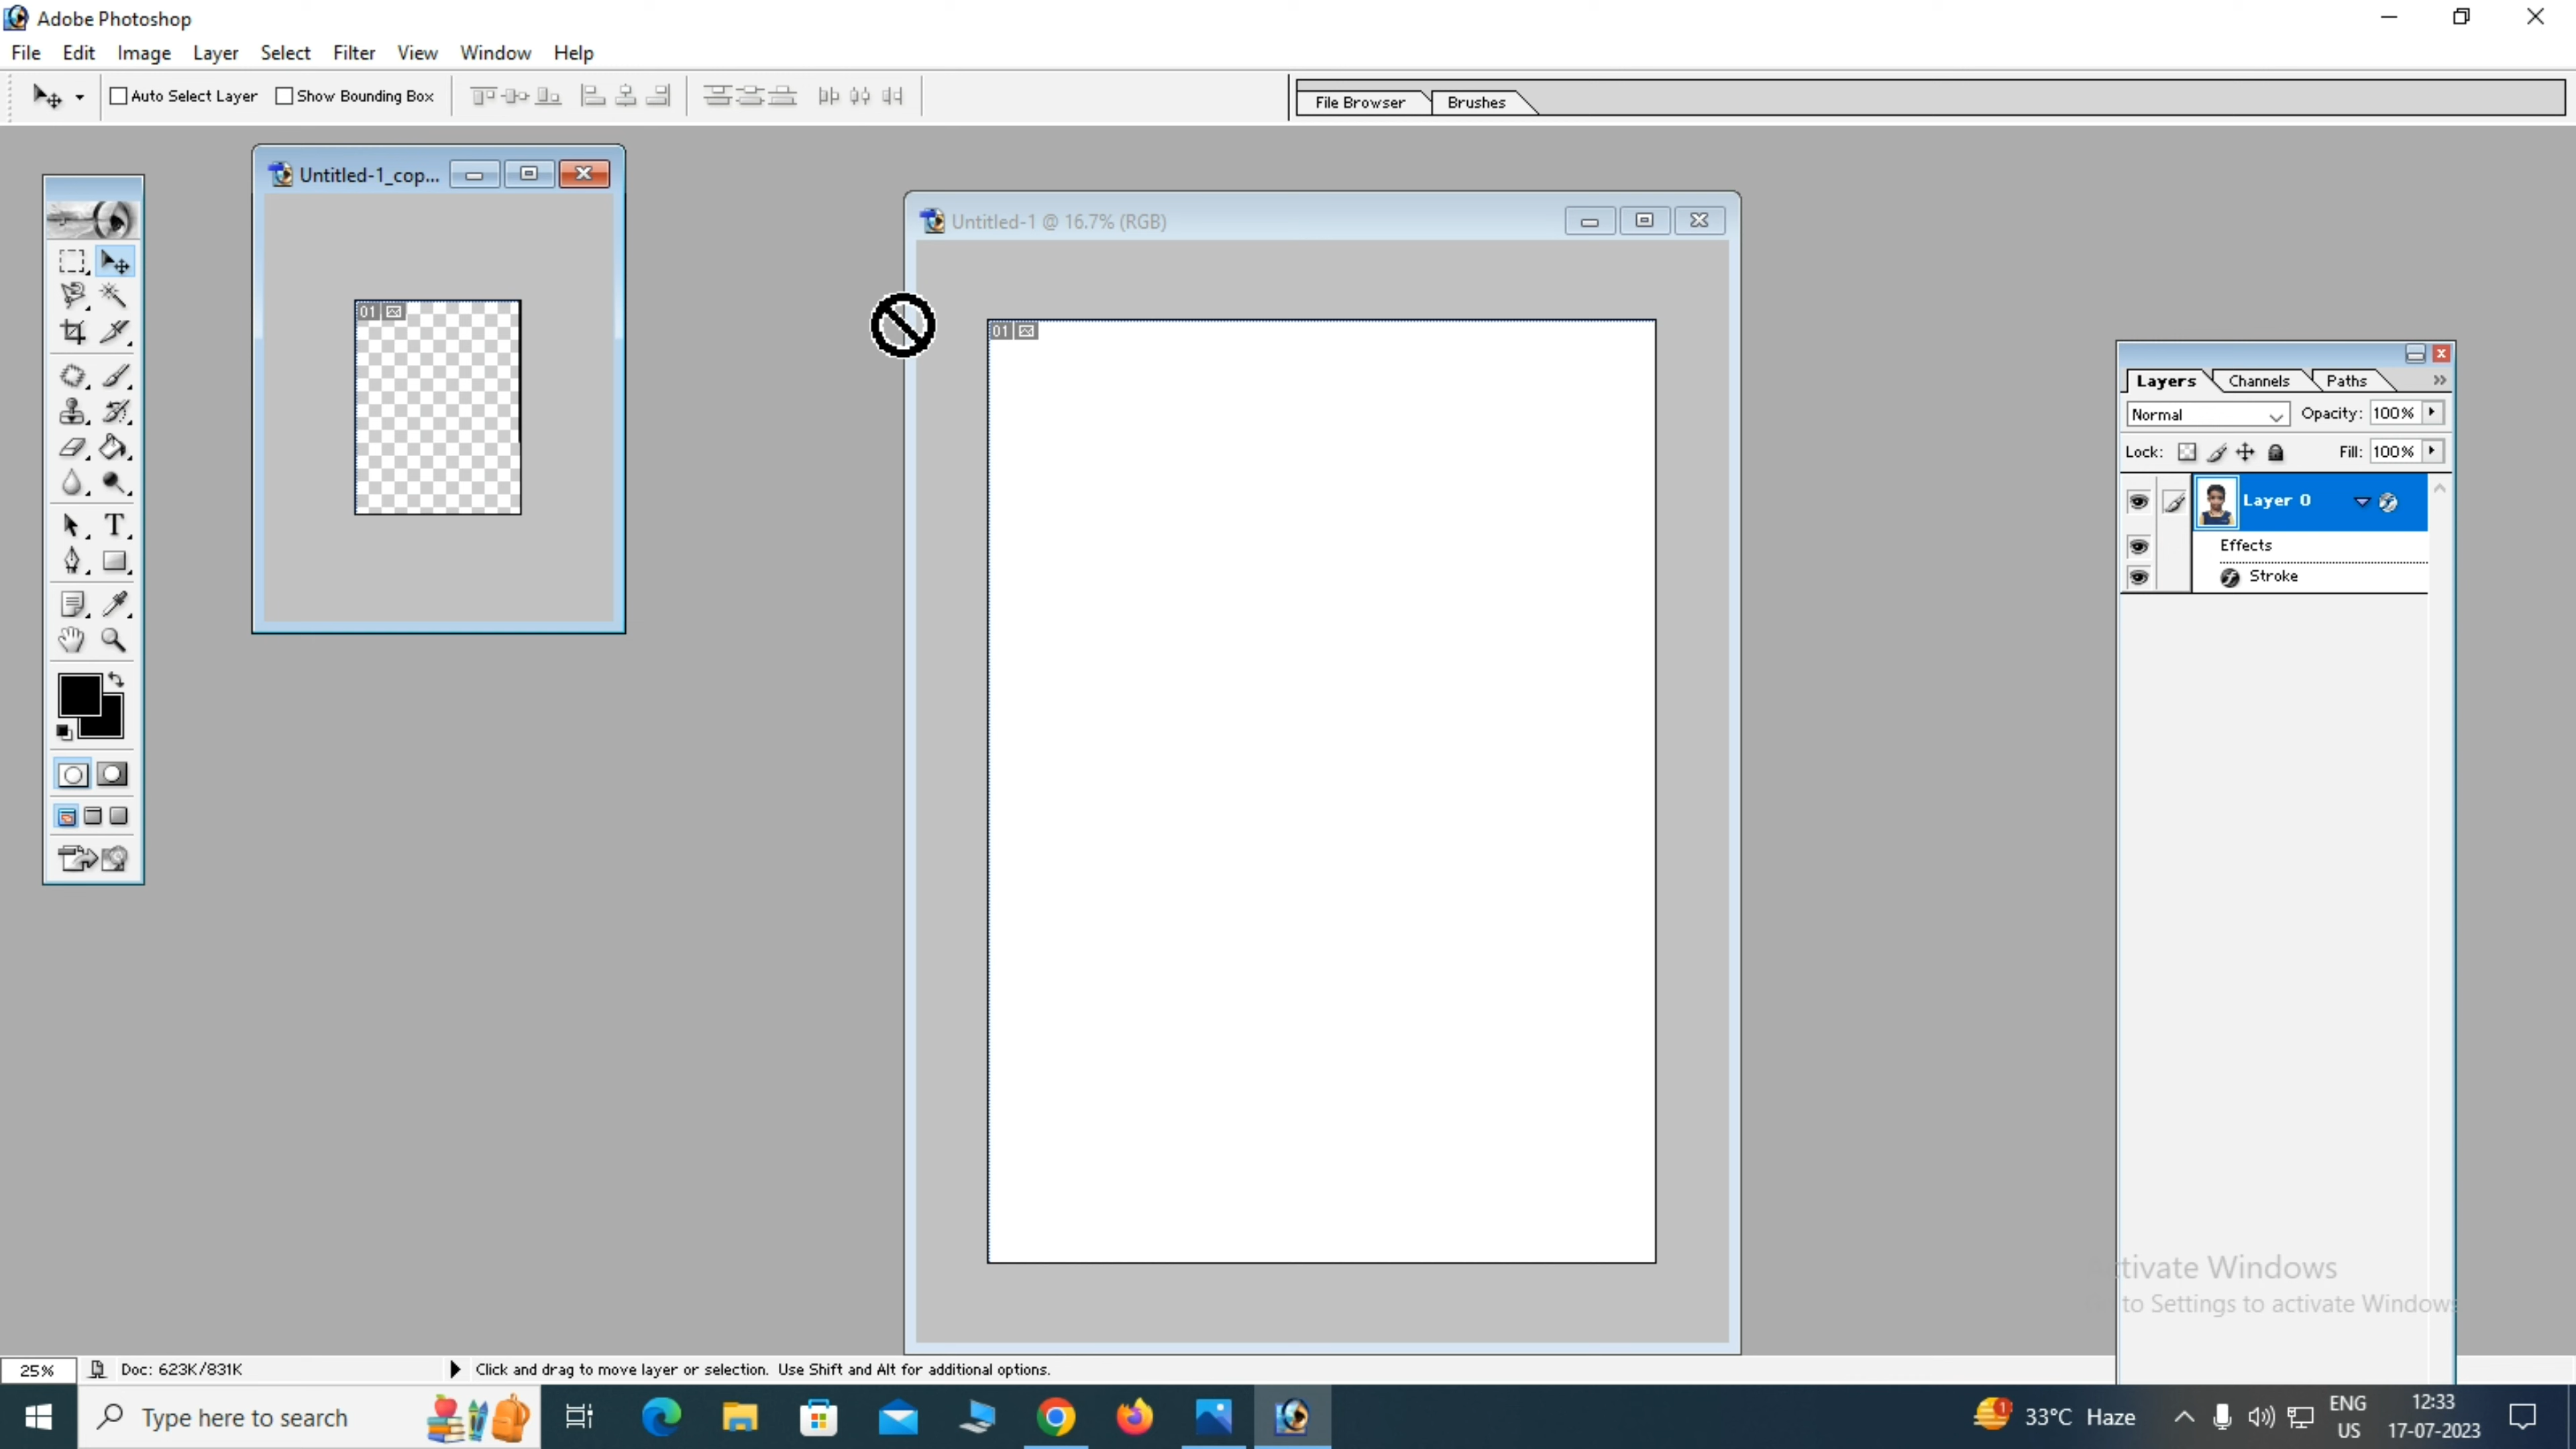 Adobe Photoshop
File Edit Image Layer Select Filter View Window Help
Auto Select Layer Show Bounding Box
File Browser Brushes
Untitled-1_cop...
Untitled-1 @ 16.7% (RGB)
01
01
Layers Channels Paths
Normal Opacity: 100%
Lock: Fill: 100%
Layer 0
Effects
Stroke
tivate Windows
to Settings to activate Windows
25% Doc: 623K/831K Click and drag to move layer or selection. Use Shift and Alt for additional options.
Type here to search
1
33°C Haze
ENG
US
12:33
17-07-2023